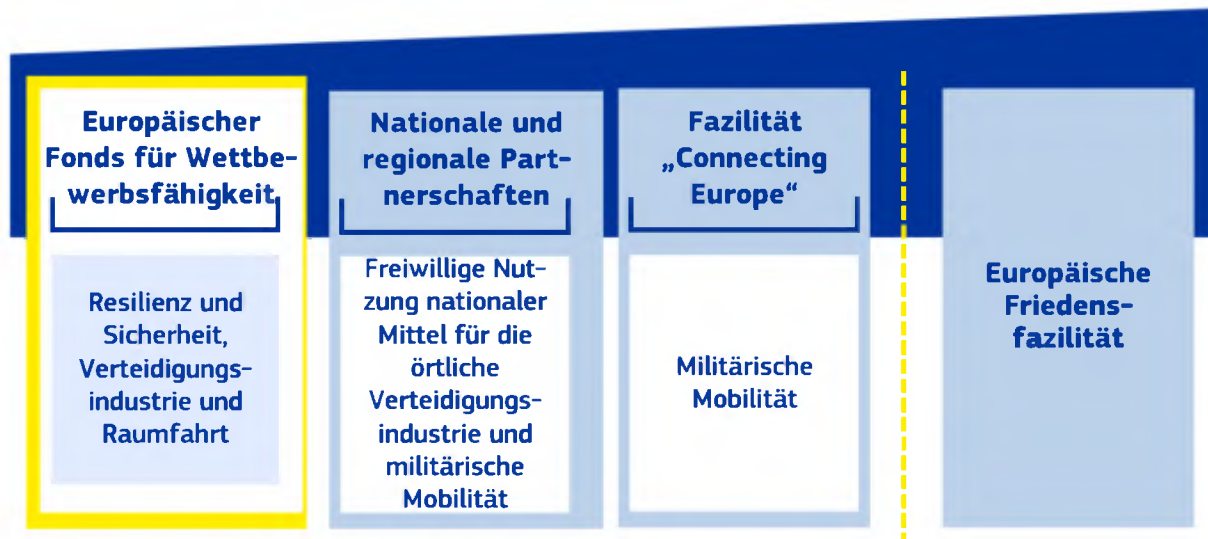 Europäischer
Fonds für Wettbe-
werbsfähigkeit
Resilienz und
Sicherheit,
Verteidigungs-
industrie und
Raumfahrt
Nationale und
regionale Part-
nerschaften
Freiwillige Nut-
zung nationaler
Mittel für die
örtliche
Verteidigungs-
industrie und
militärische
Mobilität
Fazilität
„Connecting
Europe“
Militärische
Mobilität
Europäische
Friedens-
fazilität